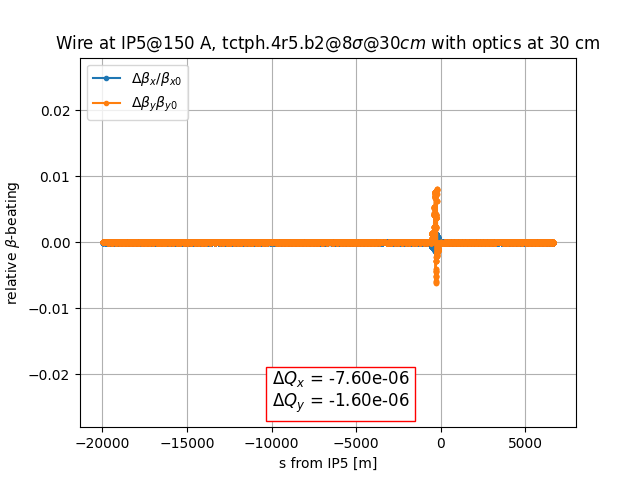 Wire at IP5@150 A, tctph.4r5.b2@8σ@30cm with optics at 30 cm
Δβx/βx0
Δβyβy0
0.02
0.01
0.00
−0.01
−0.02
relative β-beating
ΔQx = -7.60e-06
ΔQy = -1.60e-06
−20000 −15000 −10000 −5000 0 5000
s from IP5 [m]